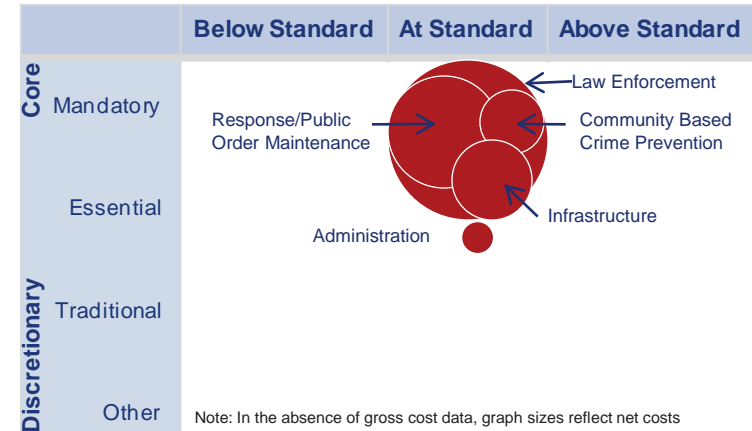 Below Standard At Standard Above Standard
Core
Mandatory
Law Enforcement
Response/Public
Order Maintenance
Community Based
Crime Prevention
Essential
Infrastructure
Administration
Discretionary
Traditional
Other
Note: In the absence of gross cost data, graph sizes reflect net costs